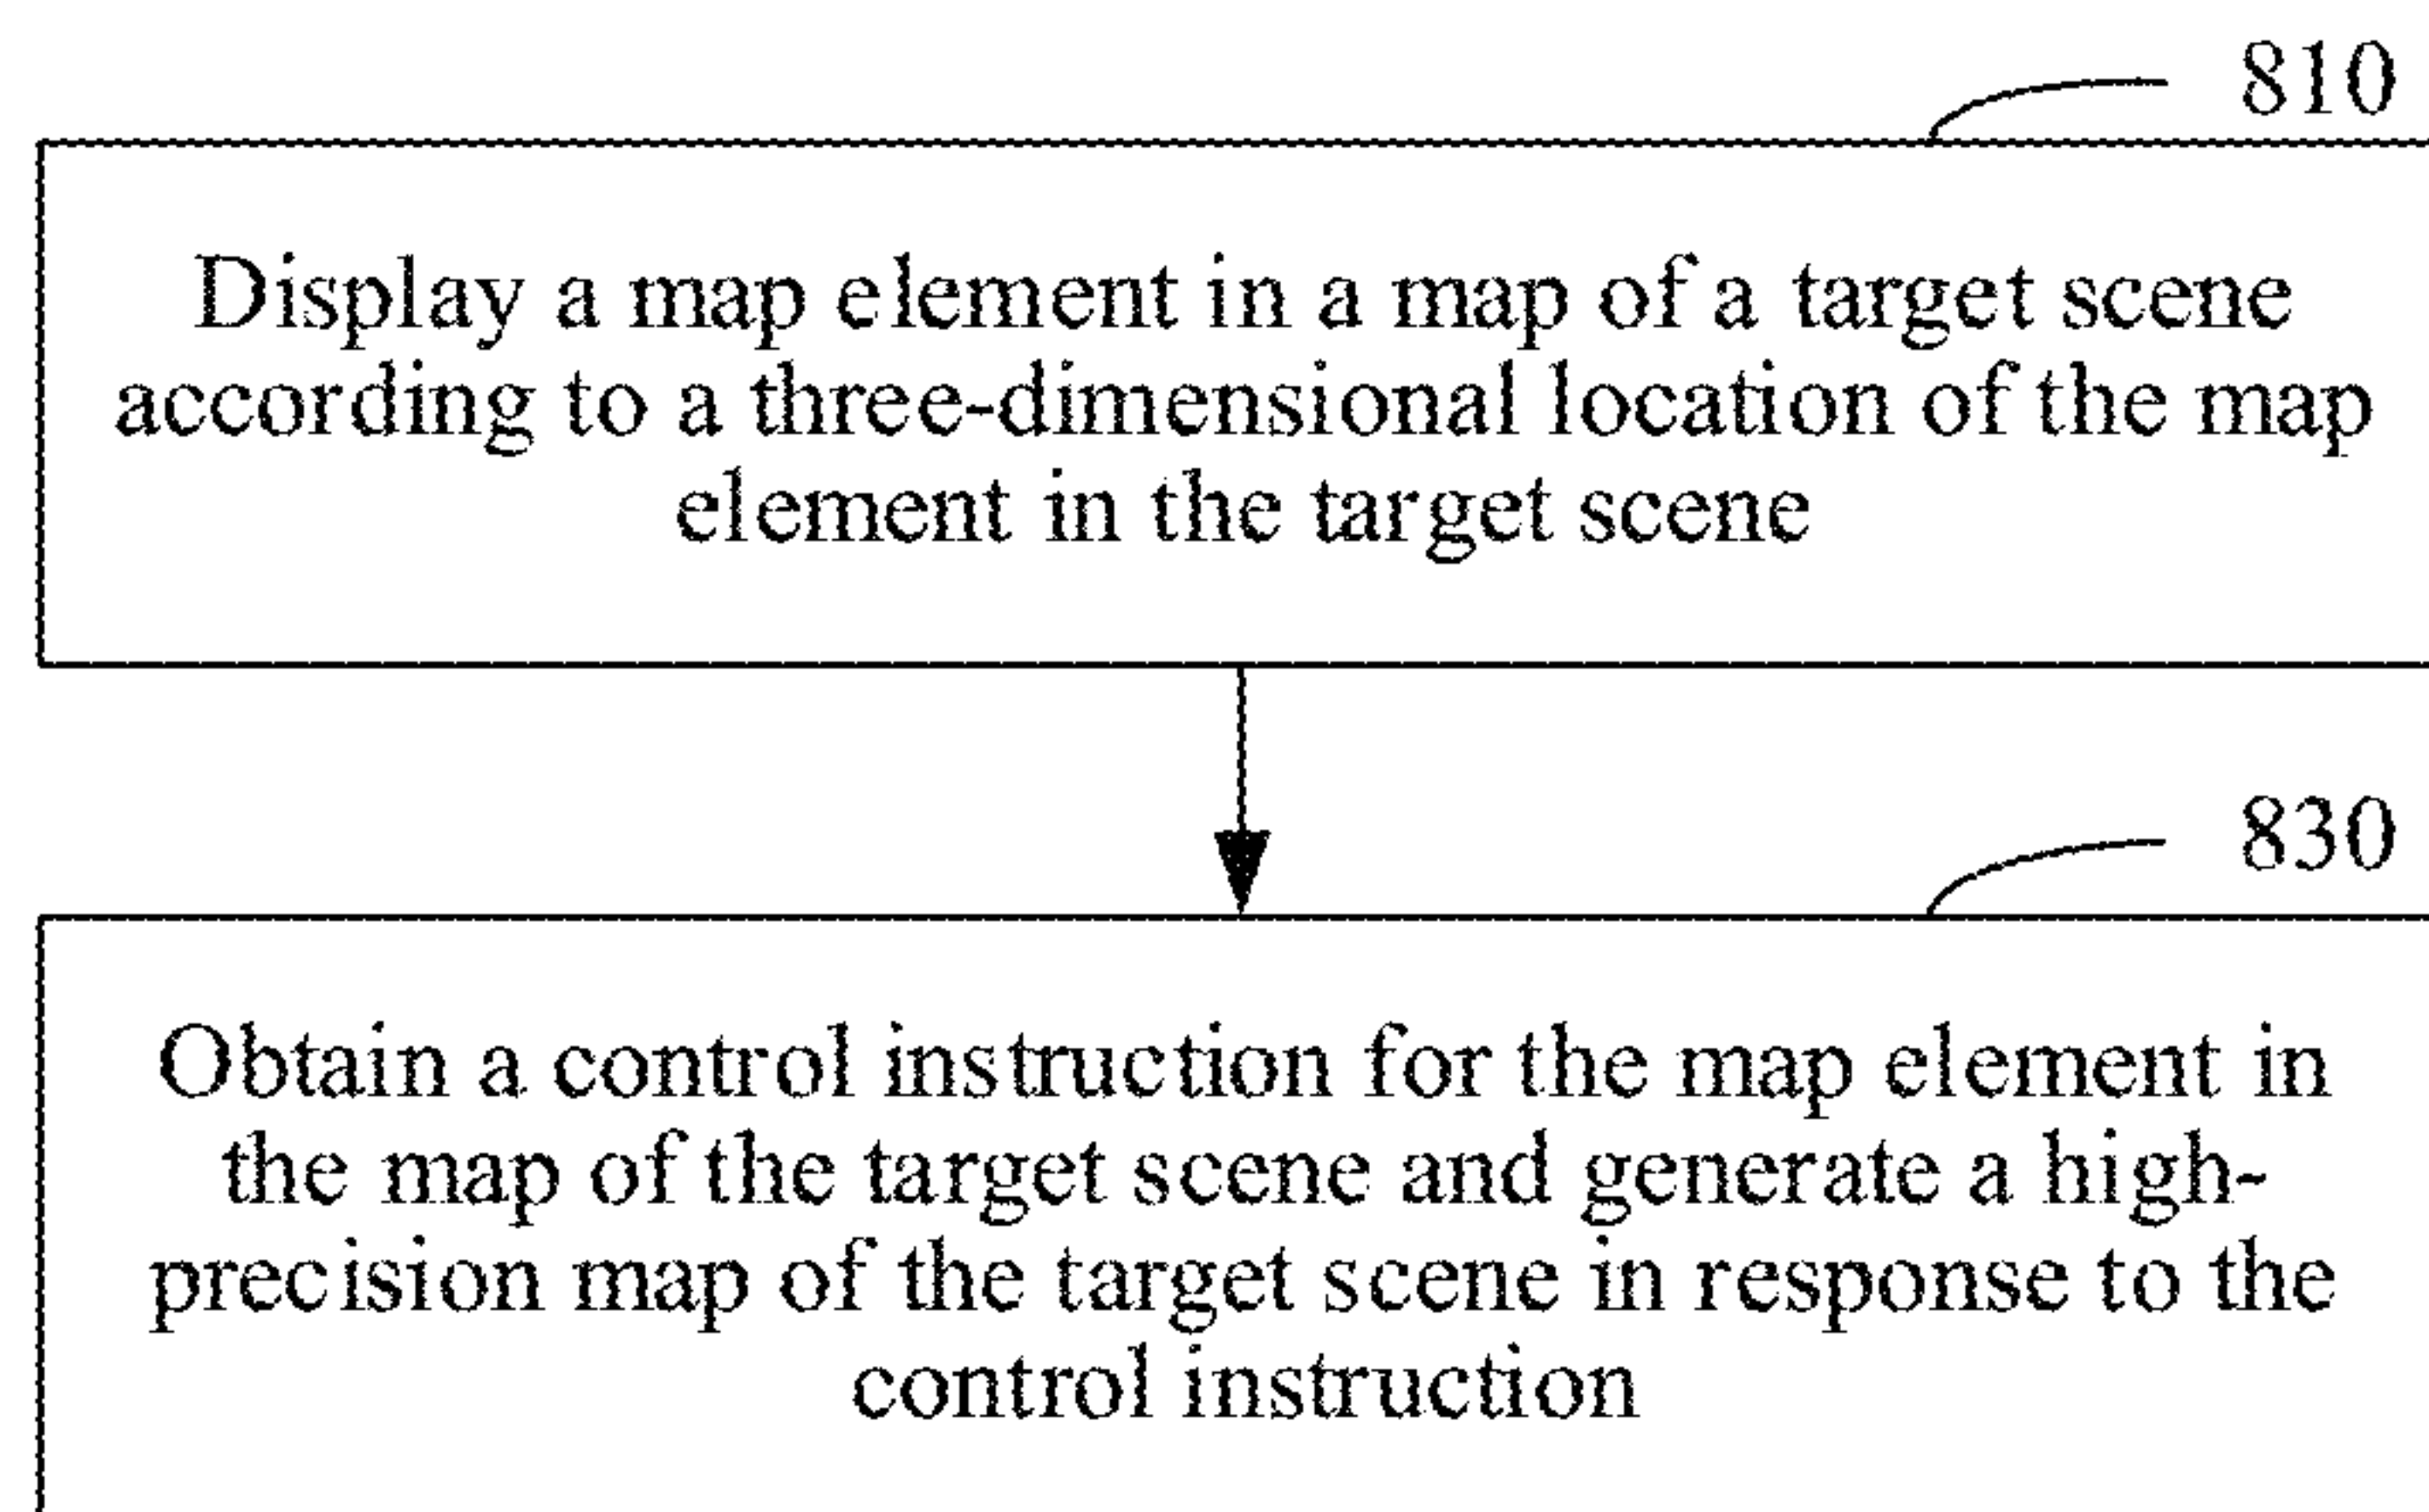 810
Display a map element in a map of a target scene
according to a three-dimensional location of the map
element in the target scene
830
Obtain a control instruction for the map element in
the map of the target scene and generate a high-
precision map of the target scene in response to the
control instruction